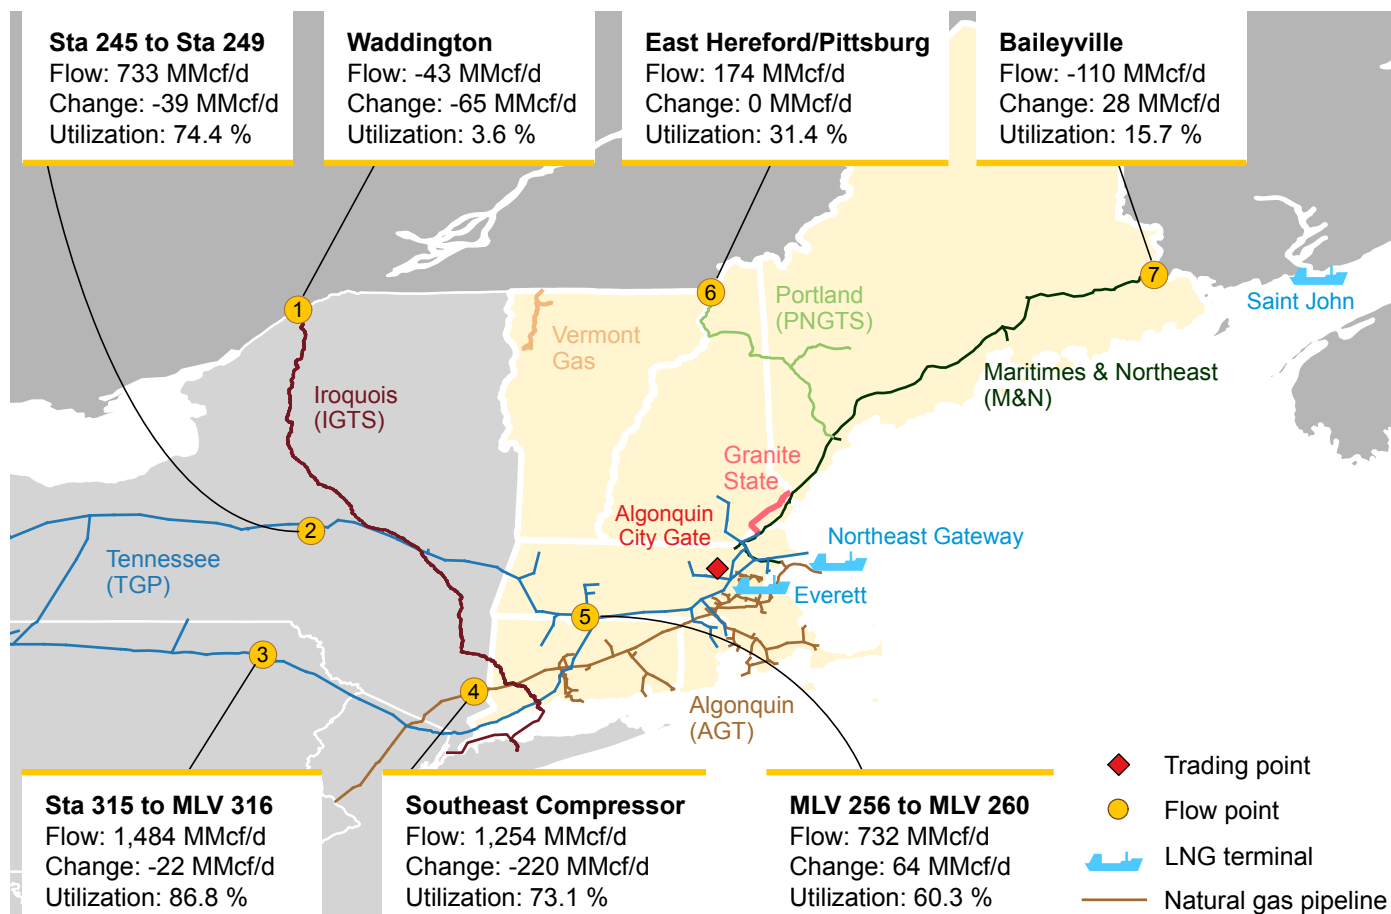 Sta 245 to Sta 249
Flow: 733 MMcf/d
Change: -39 MMcf/d
Utilization: 74.4 %
Waddington
Flow: -43 MMcf/d
Change: -65 MMcf/d
Utilization: 3.6 %
East Hereford/Pittsburg
Flow: 174 MMcf/d
Change: 0 MMcf/d
Utilization: 31.4 %
Baileyville
Flow: -110 MMcf/d
Change: 28 MMcf/d
Utilization: 15.7 %
1
6
7
Saint John
Portland
(PNGTS)
Vermont
Gas
Maritimes & Northeast
(M&N)
Iroquois
(IGTS)
Granite
State
Algonquin
City Gate
2
Northeast Gateway
Tennessee
(TGP)
Everett
5
3
4
Algonquin
(AGT)
Sta 315 to MLV 316
Flow: 1,484 MMcf/d
Change: -22 MMcf/d
Utilization: 86.8 %
Southeast Compressor
Flow: 1,254 MMcf/d
Change: -220 MMcf/d
Utilization: 73.1 %
MLV 256 to MLV 260
Flow: 732 MMcf/d
Change: 64 MMcf/d
Utilization: 60.3 %
Trading point
Flow point
LNG terminal
Natural gas pipeline